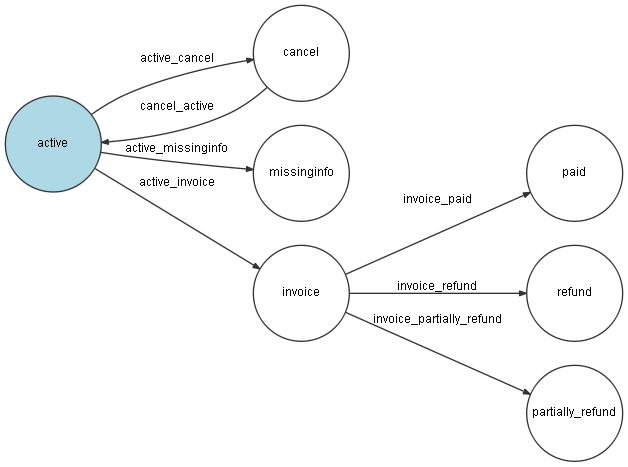 active_cancel
cancel
cancel_active
active
active_missinginfo
missinginfo
active_invoice
paid
invoice_paid
invoice
invoice_refund
refund
invoice_partially_refund
partially_refund